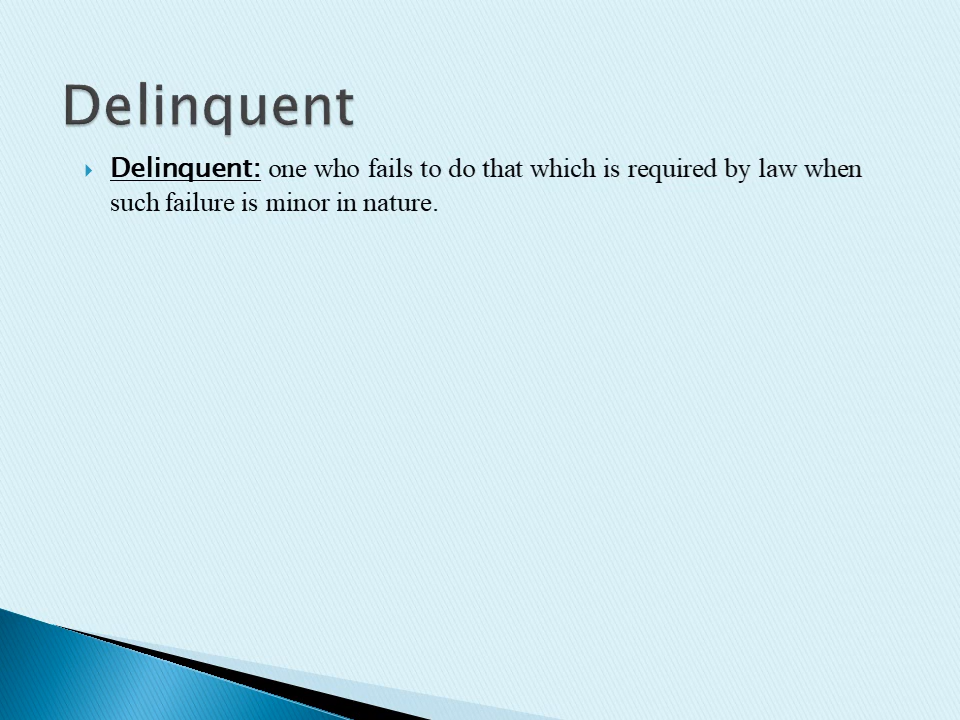 Delinquent
Delinquent: one who fails to do that which is required by law when
such failure is minor in nature.